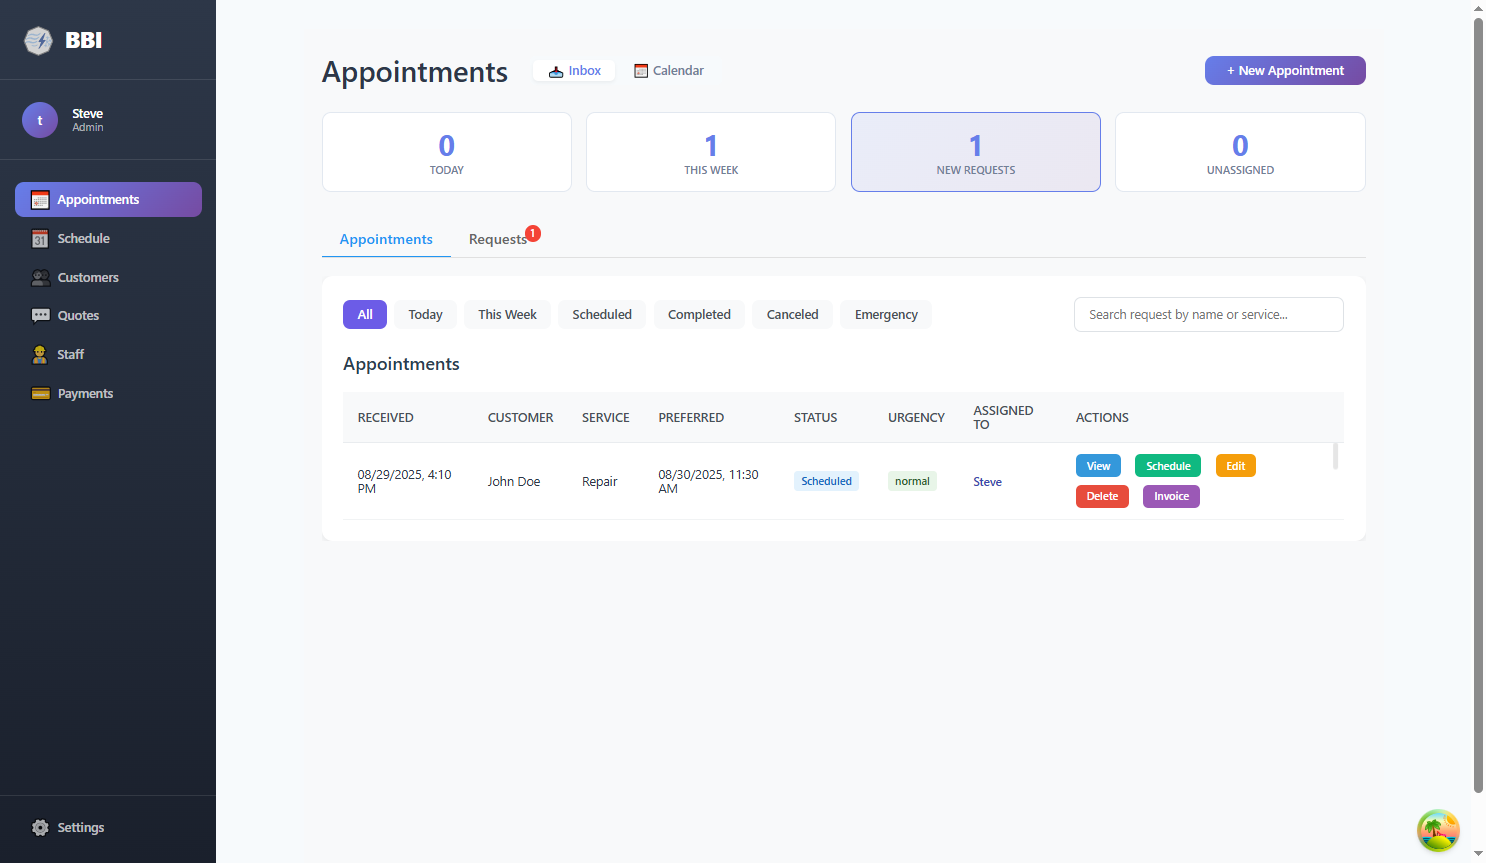 BBI
t
Steve
Admin
Appointments
31 Schedule
Customers
Quotes
Staff
Payments
Settings
Appointments
Inbox
Calendar
+ New Appointment
0
TODAY
1
THIS WEEK
1
NEW REQUESTS
0
UNASSIGNED
Appointments
Requests 1
All Today This Week Scheduled Completed Canceled Emergency
Search request by name or service...
Appointments
RECEIVED CUSTOMER SERVICE PREFERRED STATUS URGENCY ASSIGNED TO ACTIONS
08/29/2025, 4:10 PM John Doe Repair 08/30/2025, 11:30 AM Scheduled normal Steve
View Schedule Edit
Delete Invoice